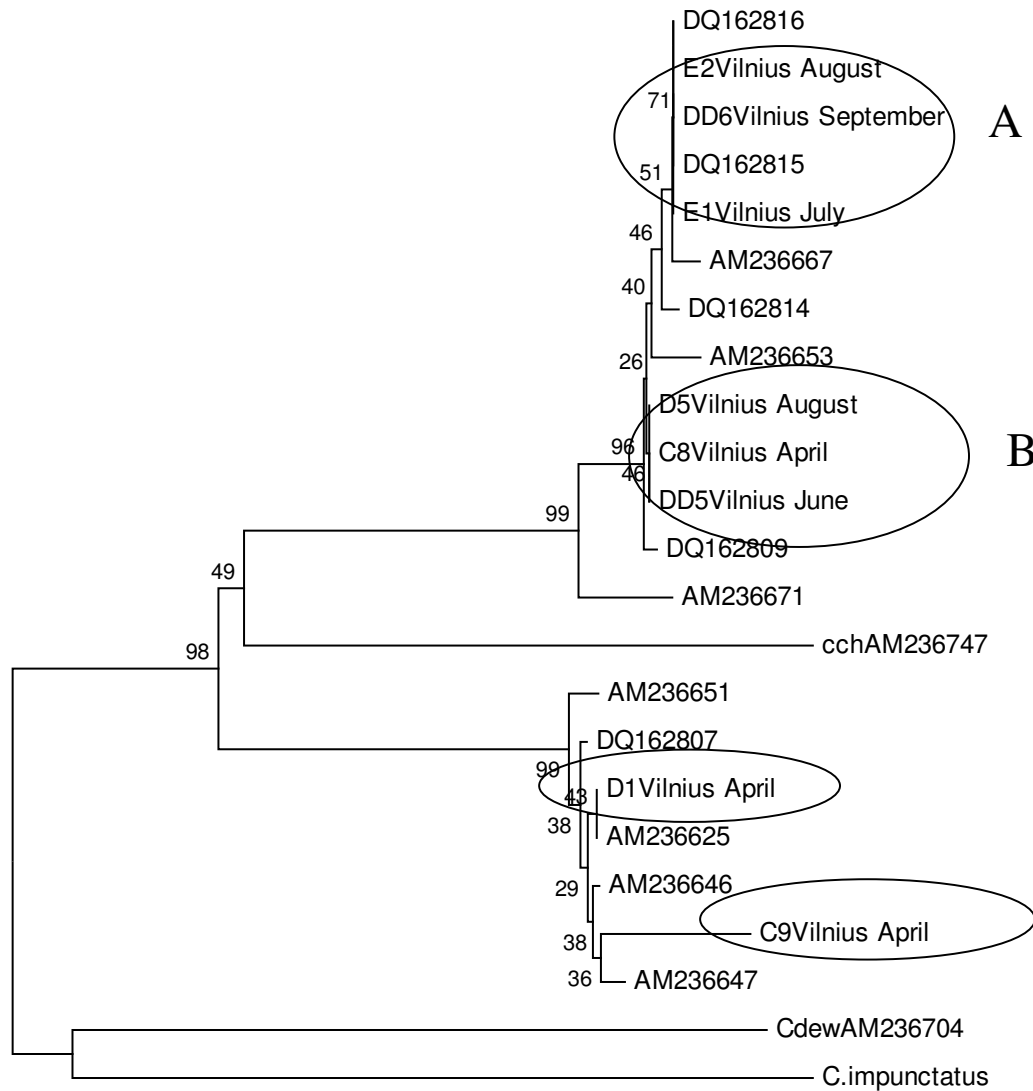 DQ162816
E2Vilnius August
71
DD6Vilnius September
A
DQ162815
51
E1Vilnius July
46
AM236667
40
DQ162814
26
AM236653
D5Vilnius August
96
C8Vilnius April
B
46
DD5Vilnius June
99
DQ162809
49
AM236671
98
cchAM236747
AM236651
DQ162807
99
D1Vilnius April
43
38
AM236625
29
AM236646
38
C9Vilnius April
36
AM236647
CdewAM236704
C.impunctatus